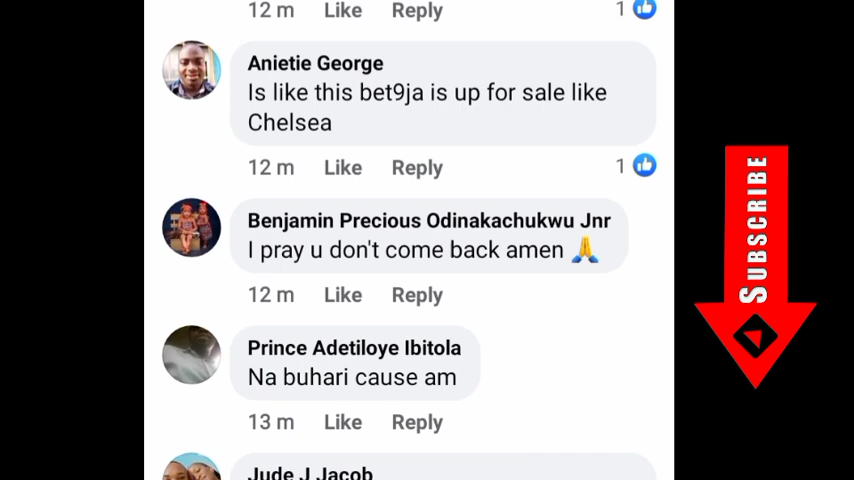 12 m Like Reply 1
Anietie George
Is like this bet9ja is up for sale like
Chelsea
12 m Like Reply 1
Benjamin Precious Odinakachukwu Jnr
I pray u don't come back amen 🙏
12 m Like Reply
Prince Adetiloye Ibitola
Na buhari cause am
13 m Like Reply
Jude J Jacob
SUBSCRIBE